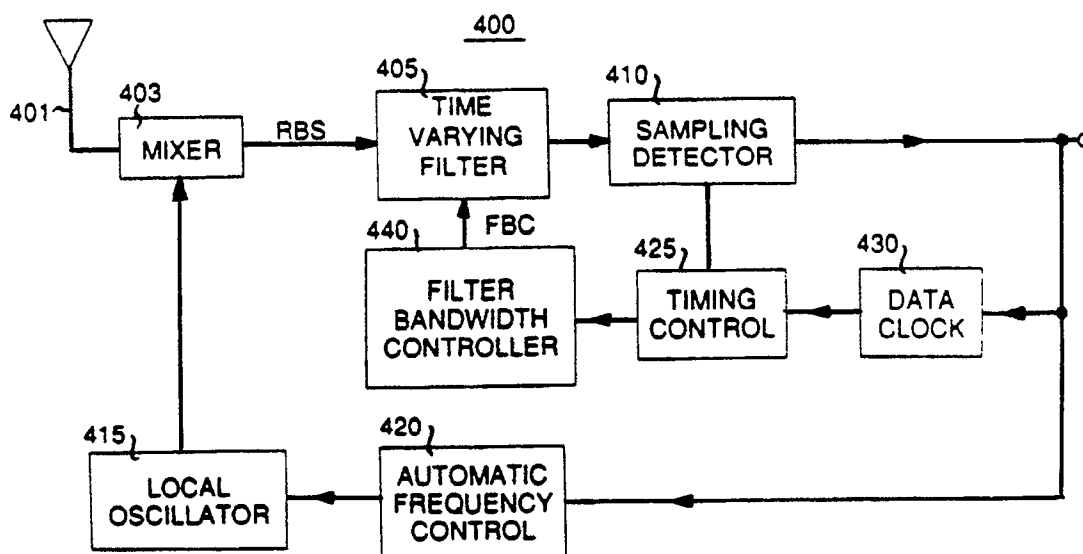 400
401
403
MIXER
RBS
405
TIME
VARYING
FILTER
410
SAMPLING
DETECTOR
FBC
440
FILTER
BANDWIDTH
CONTROLLER
425
TIMING
CONTROL
430
DATA
CLOCK
415
LOCAL
OSCILLATOR
420
AUTOMATIC
FREQUENCY
CONTROL